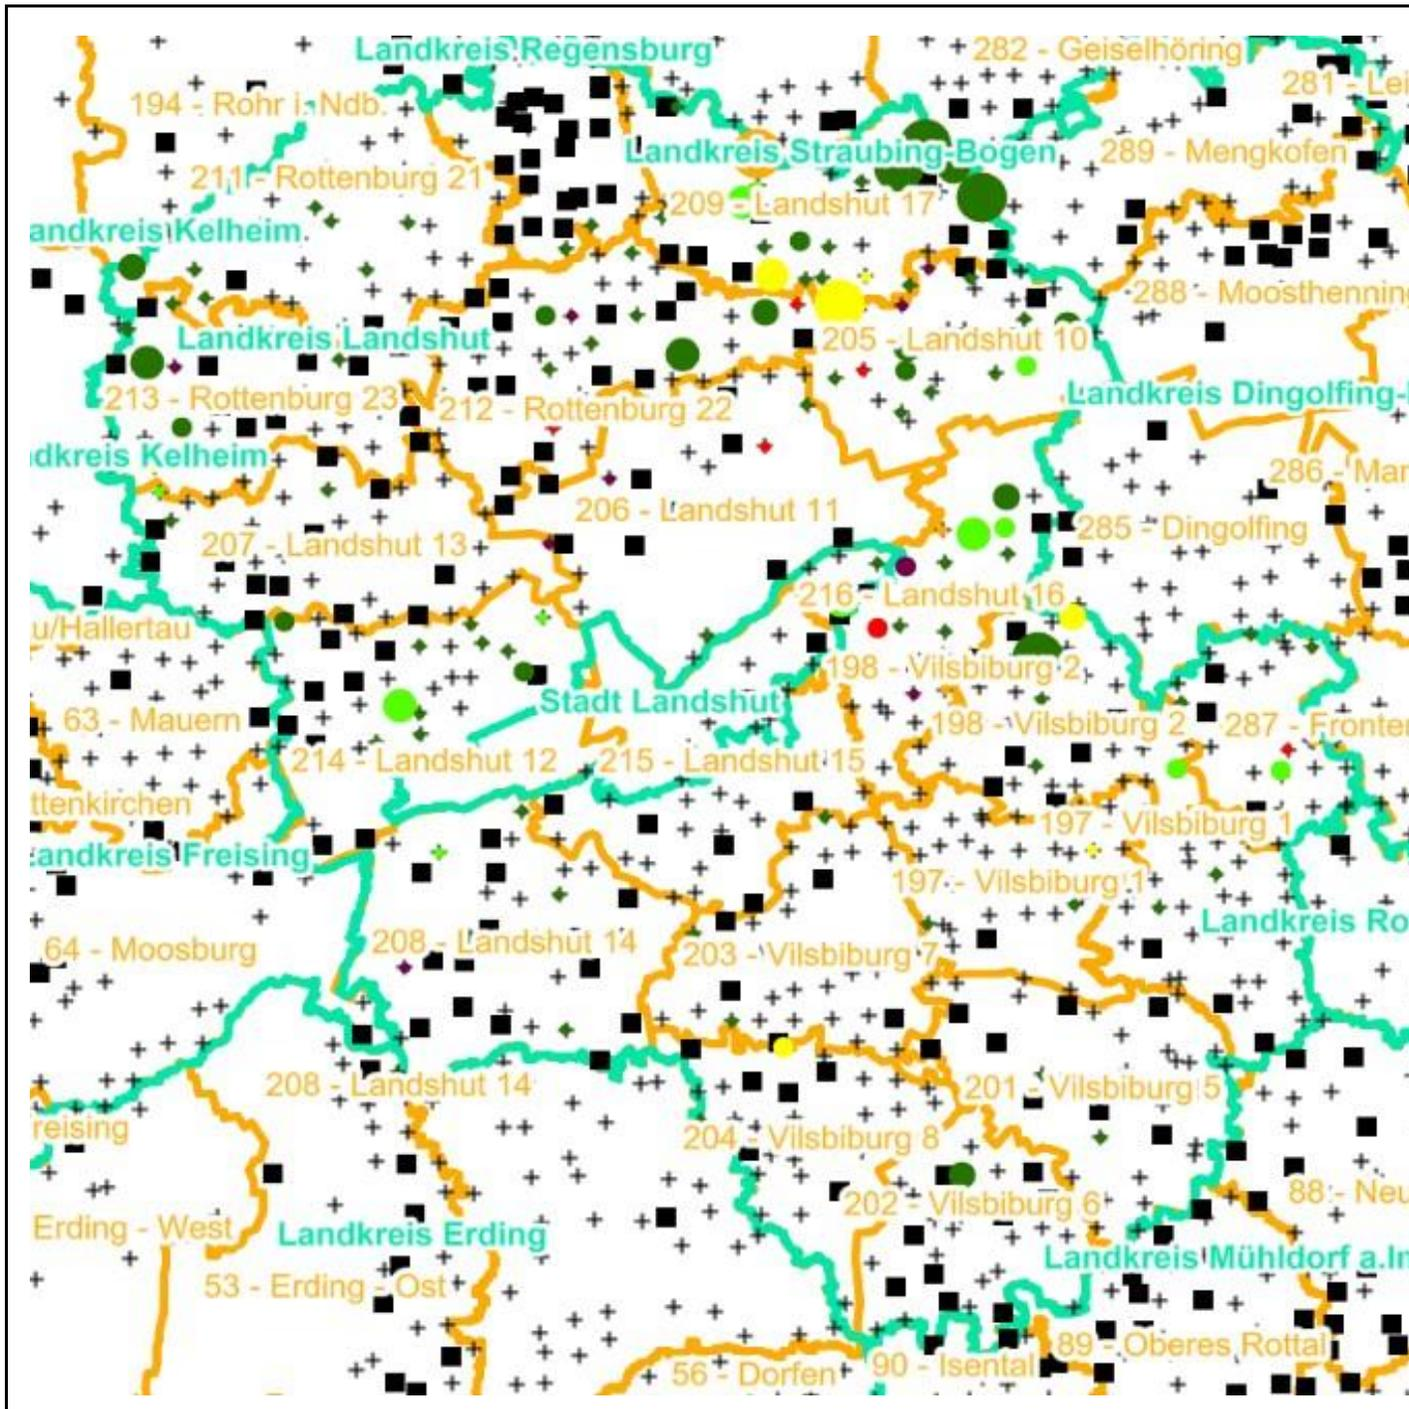 Landkreis Regensburg
282 - Geiselhöring
281 - Lei
194 - Rohr i. Ndb.
Landkreis Straubing-Bogen
289 - Mengkofen
211 - Rottenburg 21
209 - Landshut 17
andkreis Kelheim
288 - Moosthenning
Landkreis Landshut
205 - Landshut 10
213 - Rottenburg 23
212 - Rottenburg 22
Landkreis Dingolfing-
dkreis Kelheim
286 - Mar
206 - Landshut 11
285 - Dingolfing
207 - Landshut 13
216 - Landshut 16
u/Hallertau
198 - Vilsbiburg 2
Stadt Landshut
63 - Mauern
198 - Vilsbiburg 2
287 - Fronten
214 - Landshut 12
215 - Landshut 15
ttenkirchen
197 - Vilsbiburg 1
Landkreis Freising
197 - Vilsbiburg 1
Landkreis Ro
64 - Moosburg
208 - Landshut 14
203 - Vilsbiburg 7
208 - Landshut 14
201 - Vilsbiburg 5
reising
204 - Vilsbiburg 8
202 - Vilsbiburg 6
88 - Neu
Erding - West
Landkreis Erding
Landkreis Mühldorf a.In
53 - Erding - Ost
89 - Oberes Rottal
56 - Dorfen
90 - Isental